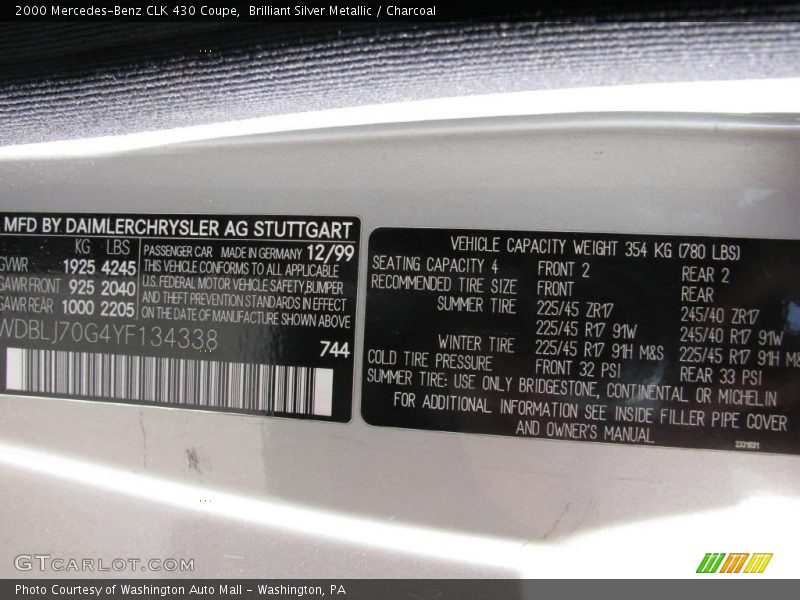 2000 Mercedes-Benz CLK 430 Coupe, Brilliant Silver Metallic / Charcoal
MFD BY DAIMLERCHRYSLER AG STUTTGART
KG LBS
GVWR 1925 4245
GAWR FRONT 925 2040
GAWR REAR 1000 2205
PASSENGER CAR MADE IN GERMANY 12/99
THIS VEHICLE CONFORMS TO ALL APPLICABLE
U.S. FEDERAL MOTOR VEHICLE SAFETY,BUMPER
AND THEFT PREVENTION STANDARDS IN EFFECT
ON THE DATE OF MANUFACTURE SHOWN ABOVE
WDBLJ70G4YF134338
744
VEHICLE CAPACITY WEIGHT 354 KG (780 LBS)
SEATING CAPACITY 4 FRONT 2 REAR 2
RECOMMENDED TIRE SIZE FRONT REAR
SUMMER TIRE 225/45 ZR17 245/40 ZR17
225/45 R17 91W 245/40 R17 91W
WINTER TIRE 225/45 R17 91H M&S 225/45 R17 91H M&S
COLD TIRE PRESSURE FRONT 32 PSI REAR 33 PSI
SUMMER TIRE: USE ONLY BRIDGESTONE, CONTINENTAL OR MICHELIN
FOR ADDITIONAL INFORMATION SEE INSIDE FILLER PIPE COVER
AND OWNER'S MANUAL
GTCARLOT.COM
Photo Courtesy of Washington Auto Mall - Washington, PA